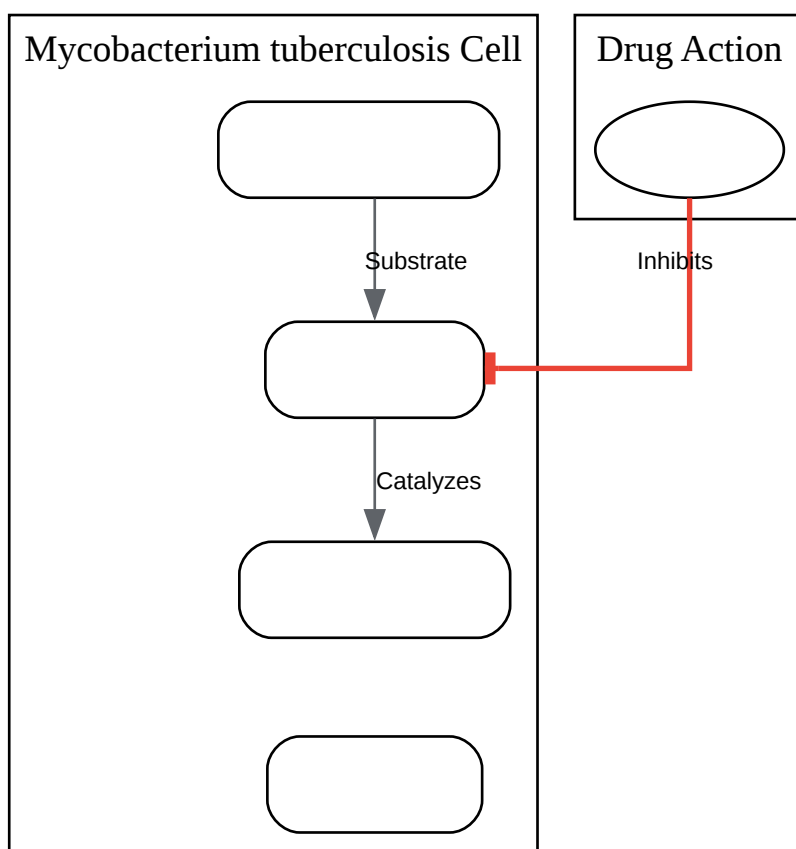 Mycobacterium tuberculosis Cell
Drug Action
Substrate
Inhibits
Catalyzes